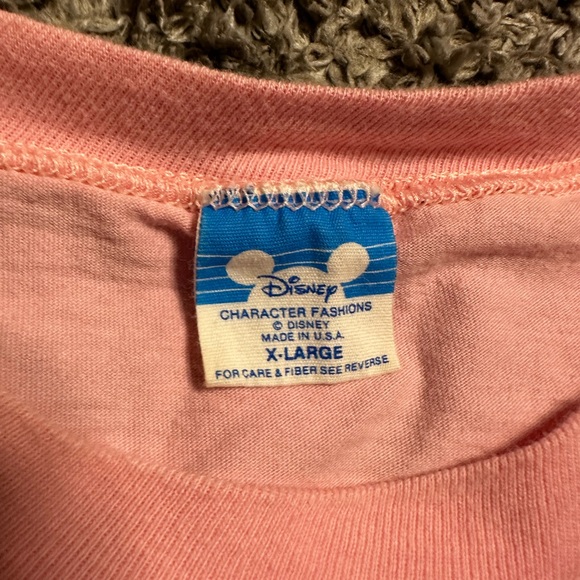 Disney
CHARACTER FASHIONS
© DISNEY
MADE IN U.S.A.
X-LARGE
FOR CARE & FIBER SEE REVERSE